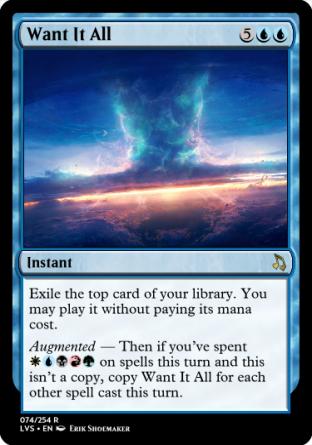 Want It All 5
Instant
Exile the top card of your library. You
may play it without paying its mana
cost.
Augmented — Then if you've spent
on spells this turn and
this isn't a copy, copy Want It All for each
other spell cast this turn.
074/254 R
LVS • EN Erik Shoemaker